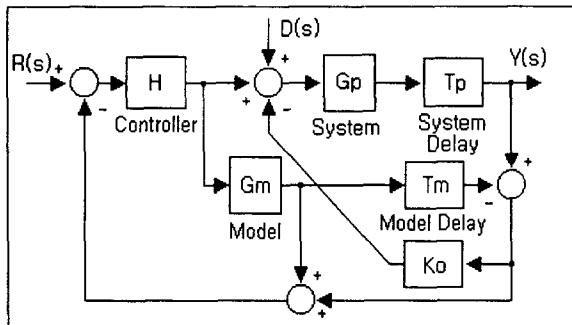 D(s)
R(s) + - H + + - Gp Tp Y(s)
Controller
System
System
Delay
+
Gm
Model
Tm
-
Model Delay
Ko
+
+